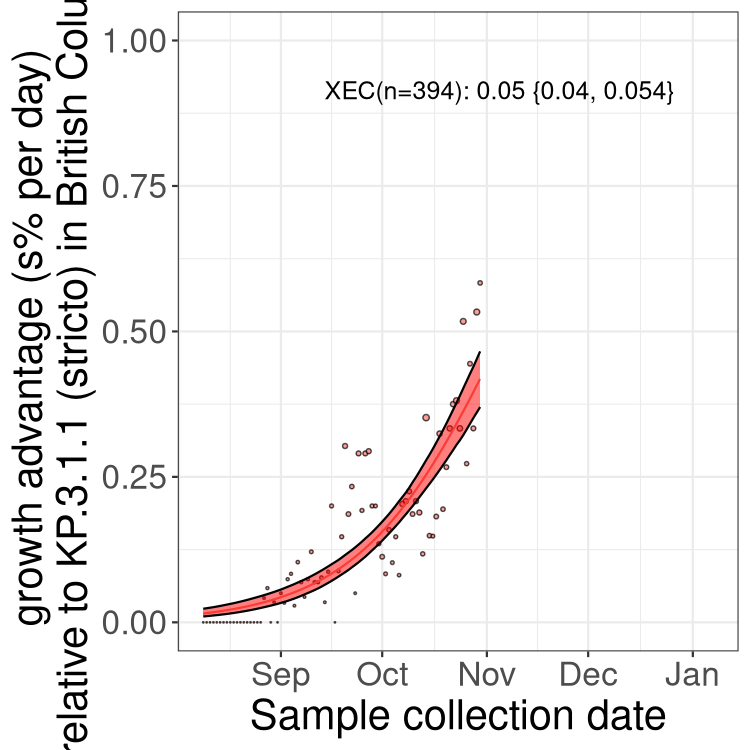 growth advantage (s% per day)
relative to KP.3.1.1 (stricto) in British Colu
1.00
0.75
0.50
0.25
0.00
XEC(n=394): 0.05 {0.04, 0.054}
Sep Oct Nov Dec Jan
Sample collection date